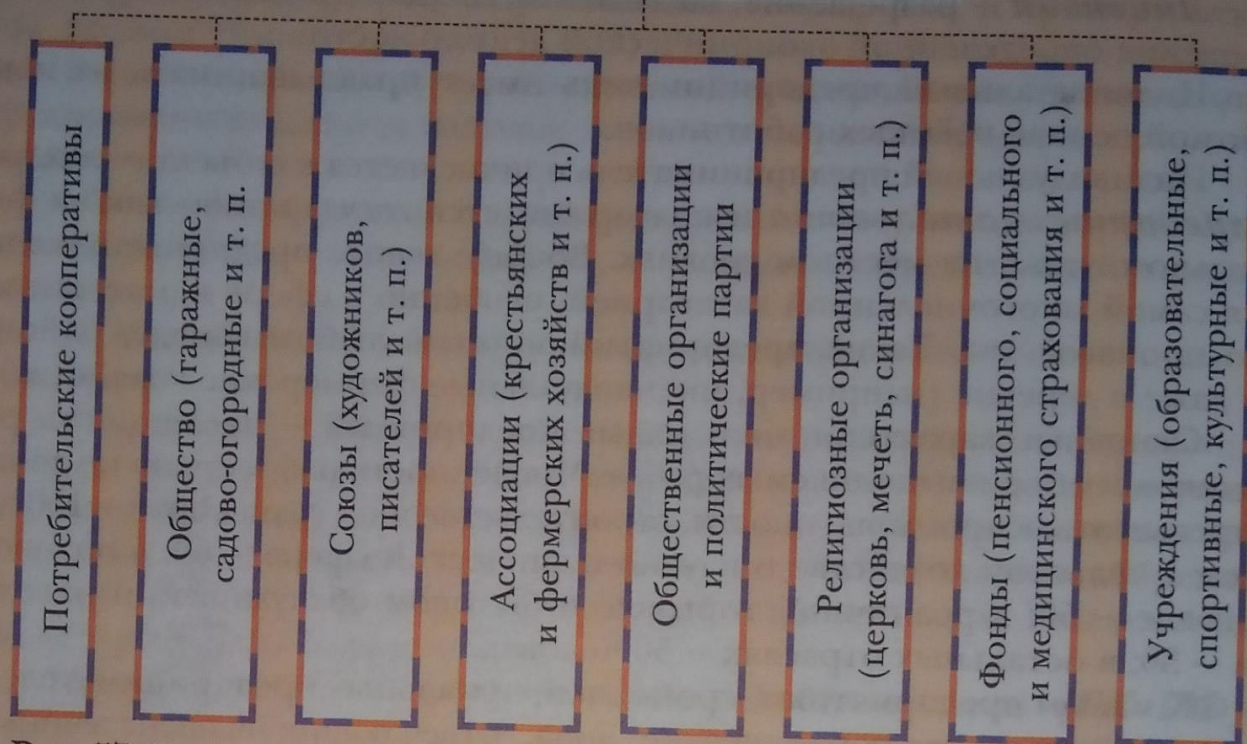 Потребительские кооперативы
Общество (гаражные,
садово-огородные и т. п.
Союзы (художников,
писателей и т. п.)
Ассоциации (крестьянских
и фермерских хозяйств и т. п.)
Общественные организации
и политические партии
Религиозные организации
(церковь, мечеть, синагога и т. п.)
Фонды (пенсионного, социального
и медицинского страхования и т. п.)
Учреждения (образовательные,
спортивные, культурные и т. п.)